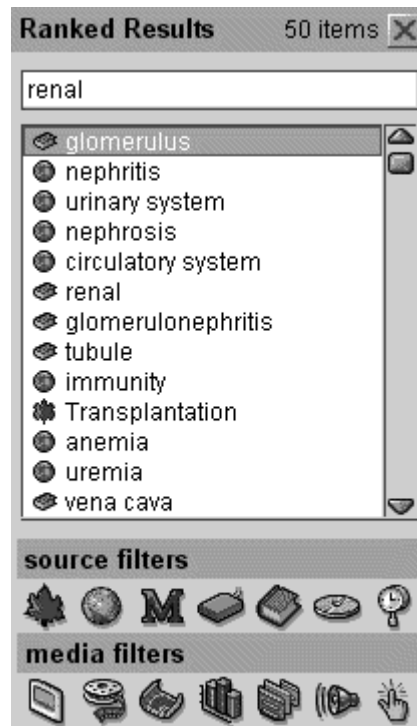 Ranked Results 50 items
renal
glomerulus
nephritis
urinary system
nephrosis
circulatory system
renal
glomerulonephritis
tubule
immunity
Transplantation
anemia
uremia
vena cava
source filters
M
media filters